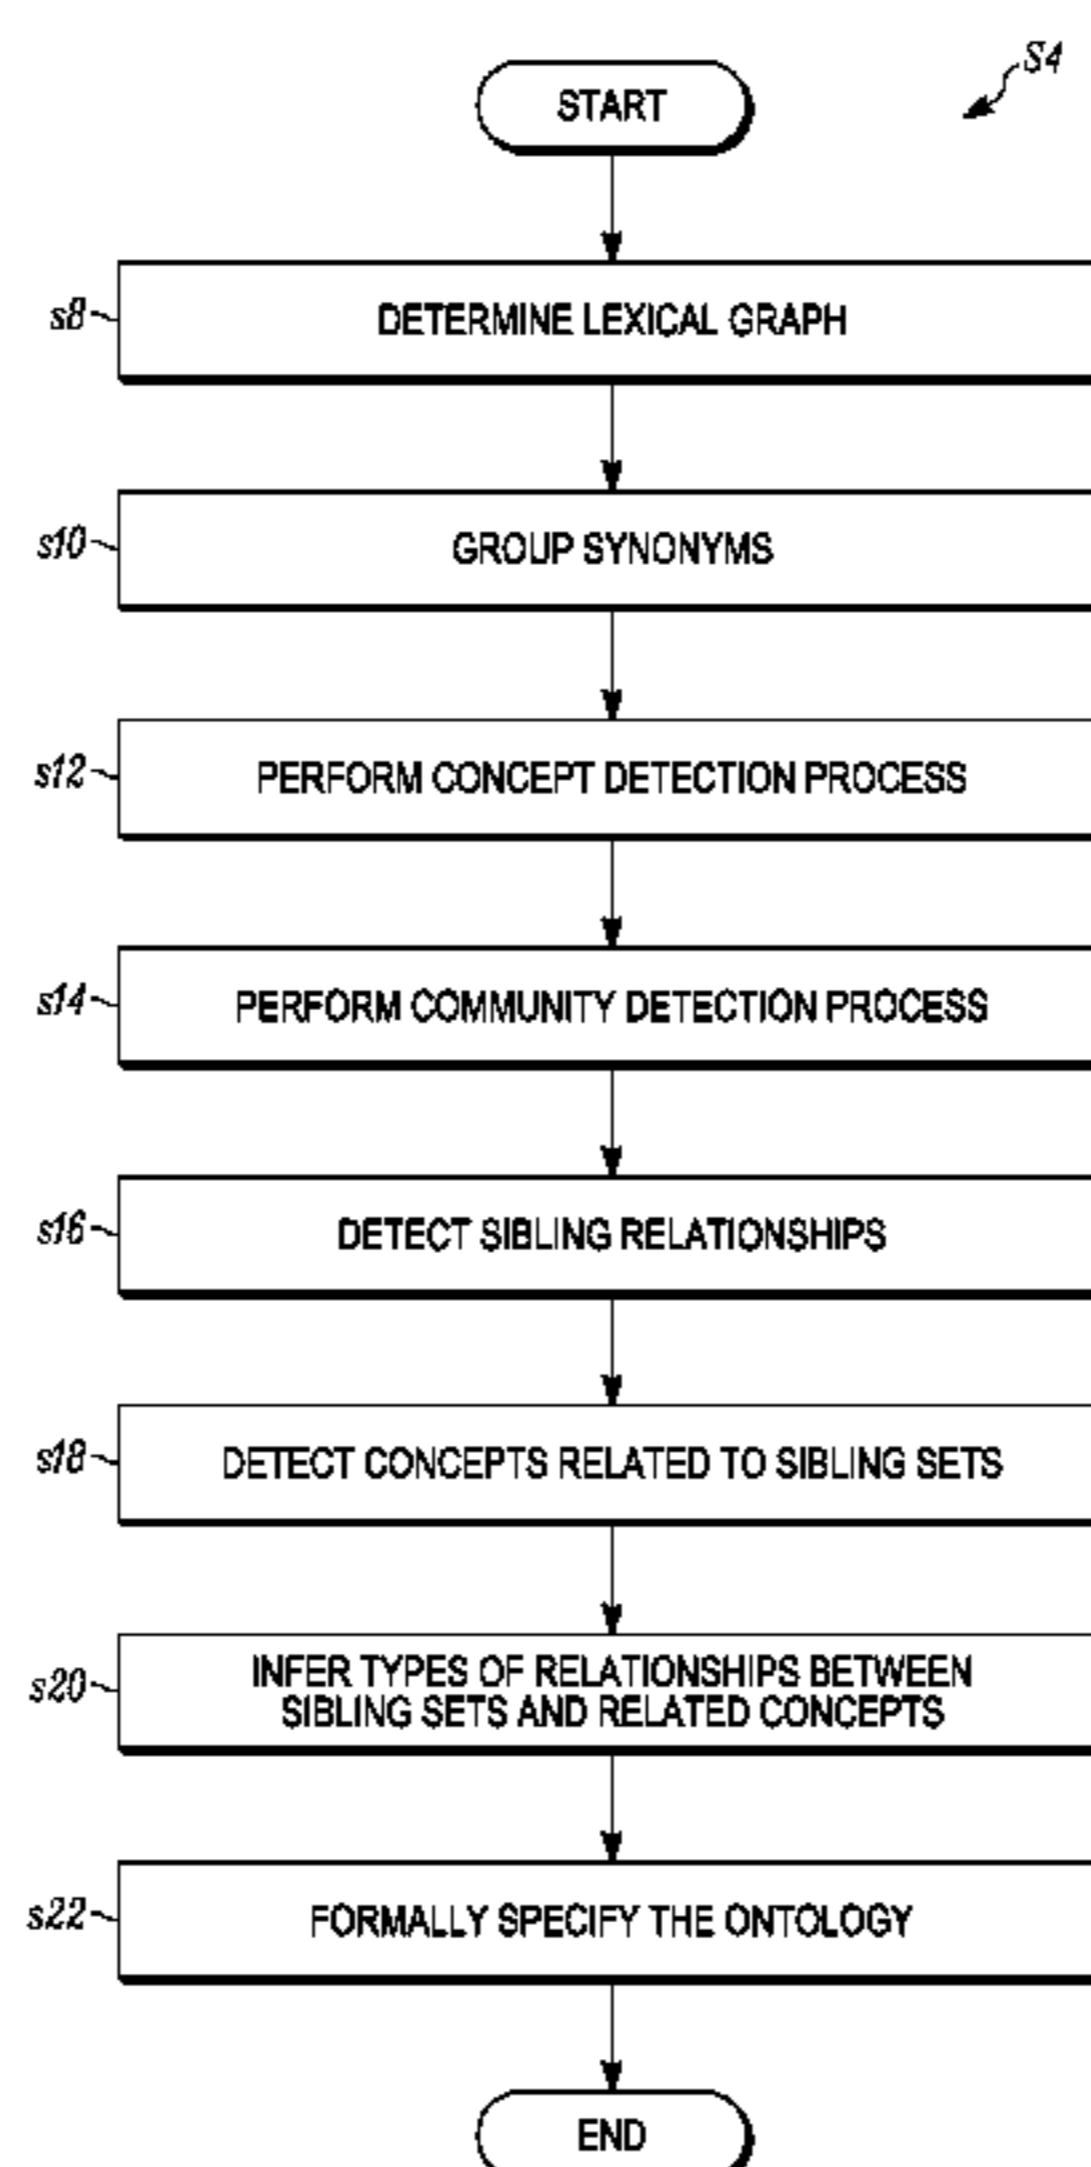 S4
START
s8
DETERMINE LEXICAL GRAPH
s10
GROUP SYNONYMS
s12
PERFORM CONCEPT DETECTION PROCESS
s14
PERFORM COMMUNITY DETECTION PROCESS
s16
DETECT SIBLING RELATIONSHIPS
s18
DETECT CONCEPTS RELATED TO SIBLING SETS
s20
INFER TYPES OF RELATIONSHIPS BETWEEN
SIBLING SETS AND RELATED CONCEPTS
s22
FORMALLY SPECIFY THE ONTOLOGY
END